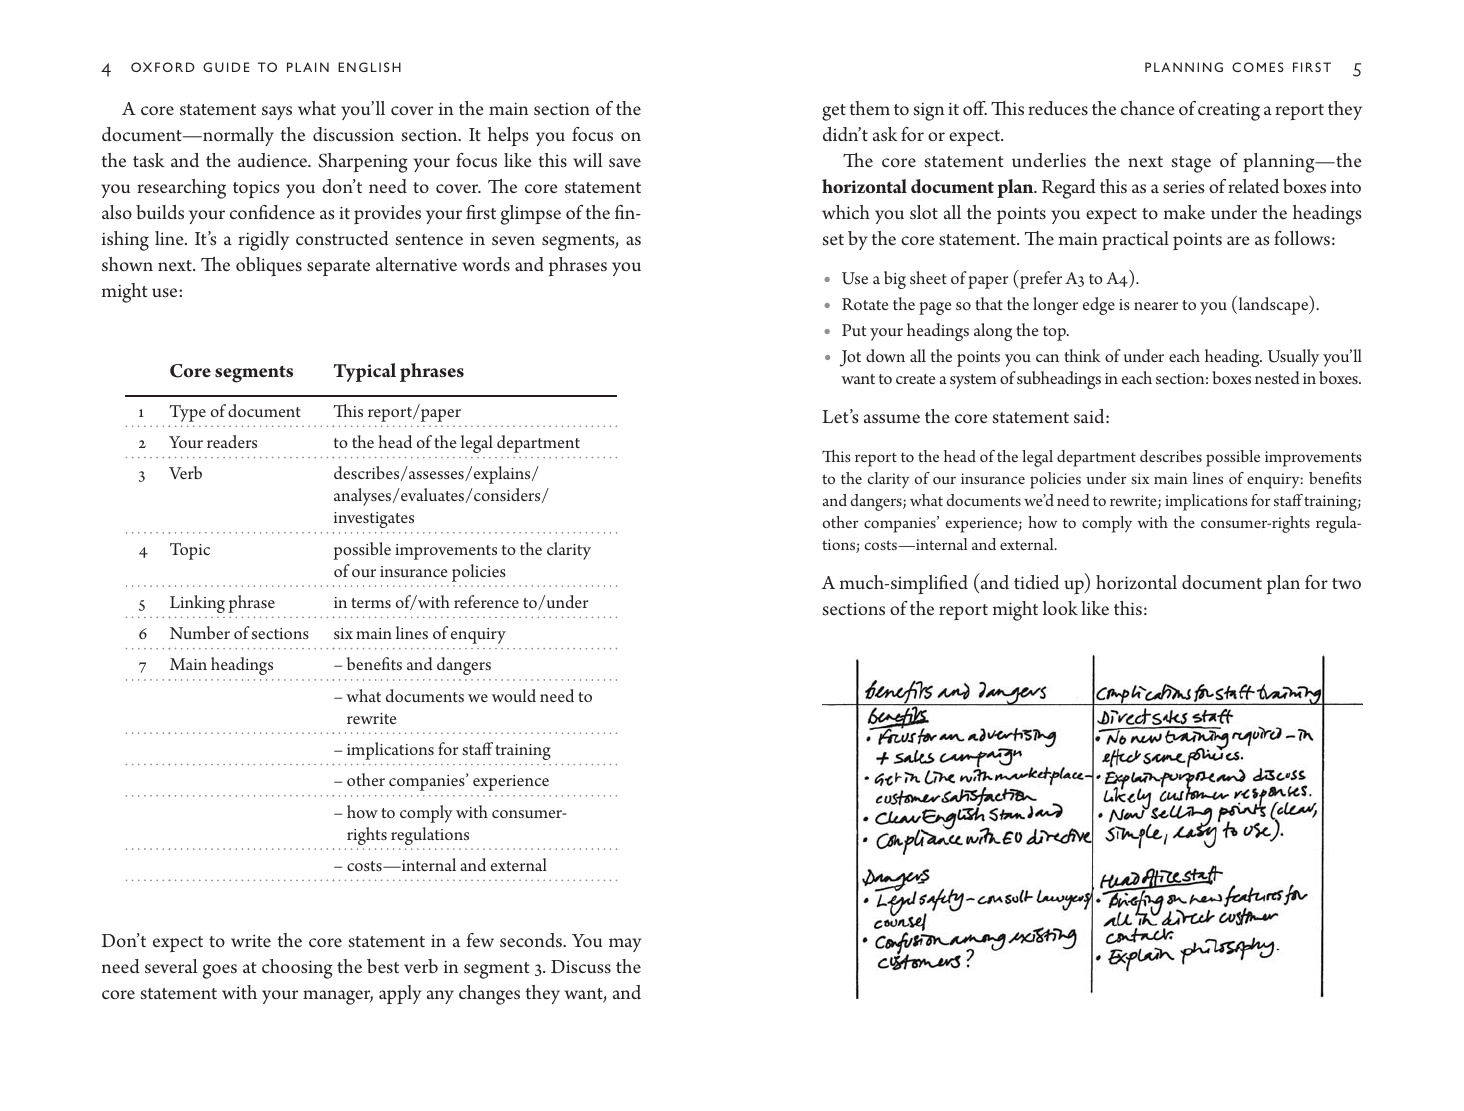 4 OXFORD GUIDE TO PLAIN ENGLISH
A core statement says what you’ll cover in the main section of the
document—normally the discussion section. It helps you focus on
the task and the audience. Sharpening your focus like this will save
you researching topics you don’t need to cover. The core statement
also builds your confidence as it provides your first glimpse of the fin-
ishing line. It’s a rigidly constructed sentence in seven segments, as
shown next. The obliques separate alternative words and phrases you
might use:
Core segments Typical phrases
1 Type of document This report/paper
2 Your readers to the head of the legal department
3 Verb describes/assesses/explains/
analyses/evaluates/considers/
investigates
4 Topic possible improvements to the clarity
of our insurance policies
5 Linking phrase in terms of/with reference to/under
6 Number of sections six main lines of enquiry
7 Main headings – benefits and dangers
– what documents we would need to
rewrite
– implications for staff training
– other companies’ experience
– how to comply with consumer-
rights regulations
– costs—internal and external
Don’t expect to write the core statement in a few seconds. You may
need several goes at choosing the best verb in segment 3. Discuss the
core statement with your manager, apply any changes they want, and
PLANNING COMES FIRST 5
get them to sign it off. This reduces the chance of creating a report they
didn’t ask for or expect.
The core statement underlies the next stage of planning—the
horizontal document plan. Regard this as a series of related boxes into
which you slot all the points you expect to make under the headings
set by the core statement. The main practical points are as follows:
• Use a big sheet of paper (prefer A3 to A4).
• Rotate the page so that the longer edge is nearer to you (landscape).
• Put your headings along the top.
• Jot down all the points you can think of under each heading. Usually you’ll
want to create a system of subheadings in each section: boxes nested in boxes.
Let’s assume the core statement said:
This report to the head of the legal department describes possible improvements
to the clarity of our insurance policies under six main lines of enquiry: benefits
and dangers; what documents we’d need to rewrite; implications for staff training;
other companies’ experience; how to comply with the consumer-rights regula-
tions; costs—internal and external.
A much-simplified (and tidied up) horizontal document plan for two
sections of the report might look like this:
benefits and dangers
Benefits
• Focus for an advertising
+ sales campaign
• Get in line with marketplace–
customer satisfaction
• Clear English Standard
• Compliance with EU directive
Dangers
• Legal safety – consult lawyers/
counsel
• Confusion among existing
customers?
Complications for staff training
Direct sales staff
• No new training required – in
effect same policies.
• Explain purpose and discuss
likely customer responses.
• New selling points (clear,
simple, easy to use).
Head Office staff
• Briefing on new features for
all in direct customer
contact.
• Explain philosophy.